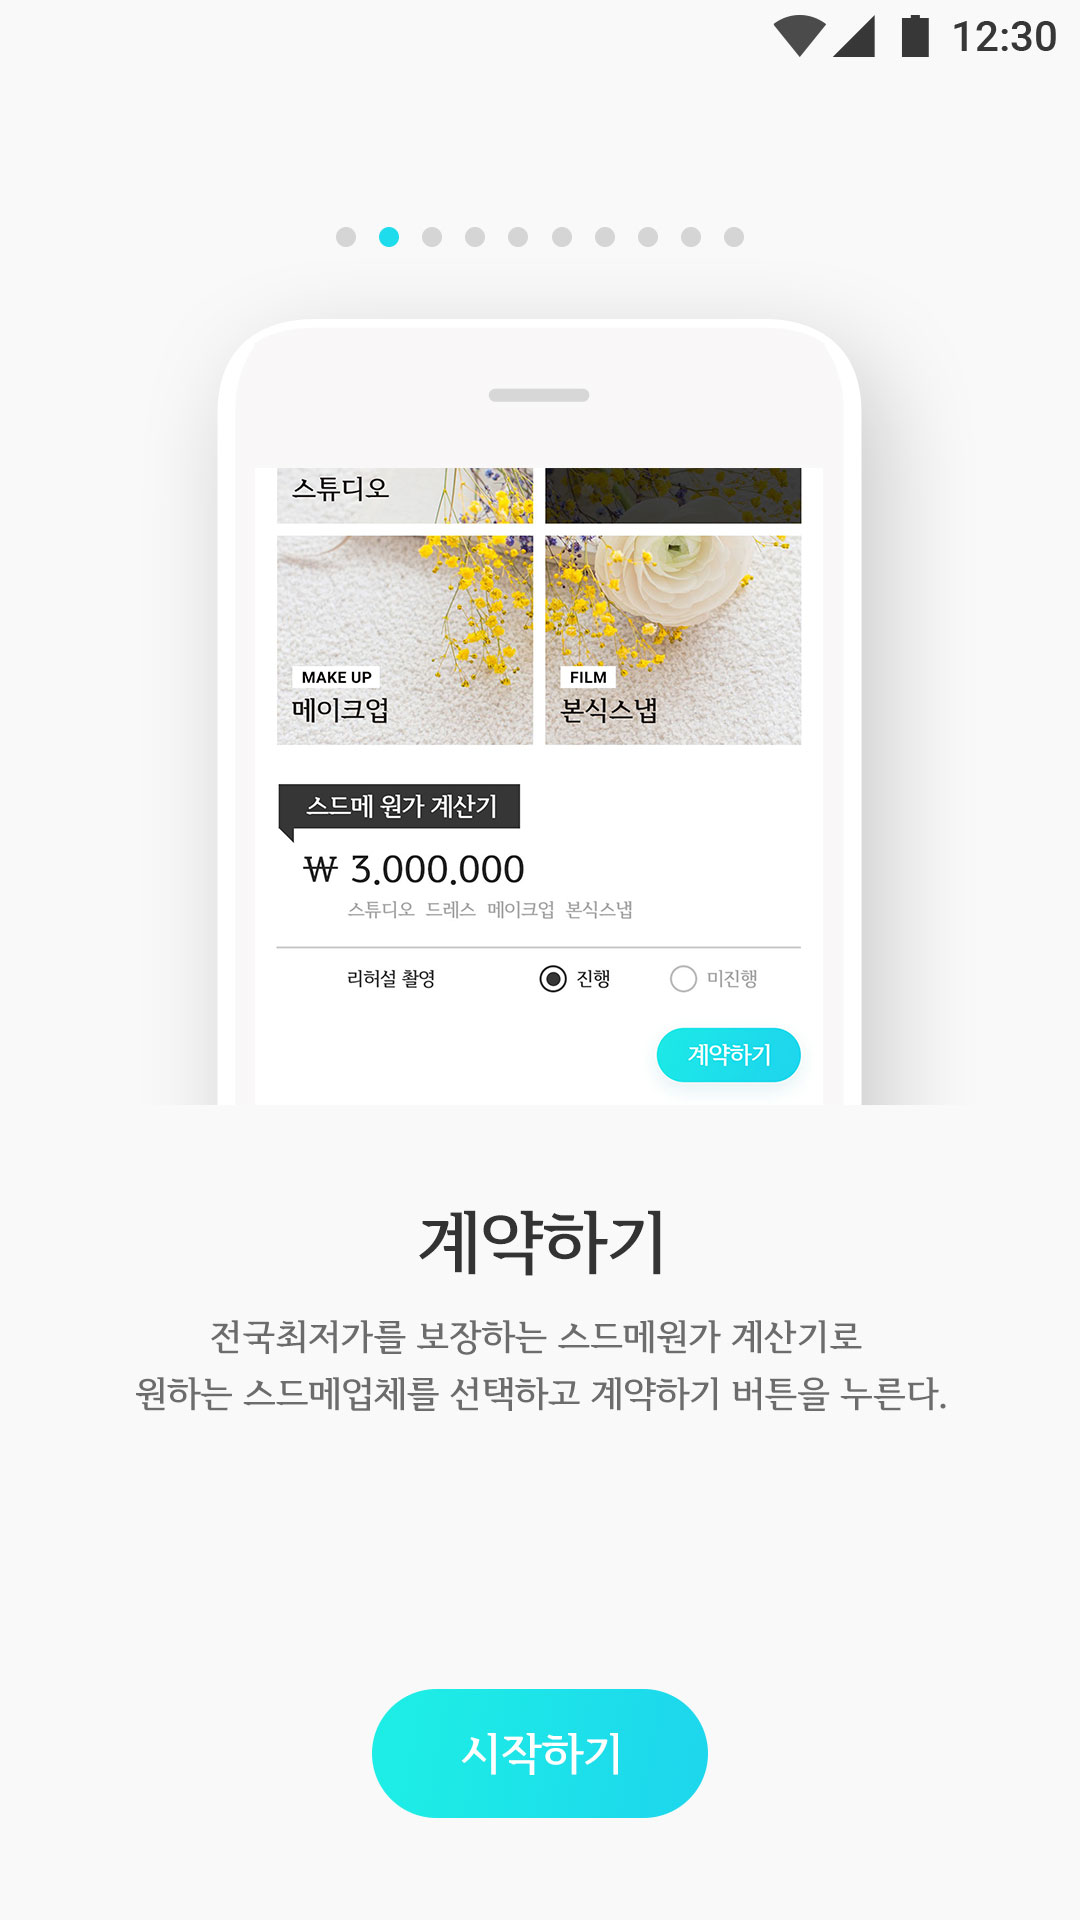 12:30
스튜디오
MAKE UP
메이크업
FILM
본식스냅
스드메 원가 계산기
₩ 3.000.000
스튜디오 드레스 메이크업 본식스냅
리허설 촬영 진행 미진행
계약하기
계약하기
전국최저가를 보장하는 스드메원가 계산기로
원하는 스드메업체를 선택하고 계약하기 버튼을 누른다.
시작하기